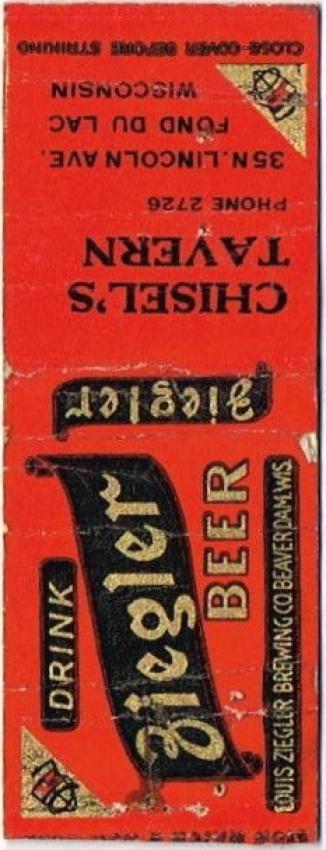 DRINK
Ziegler
BEER
LOUIS ZIEGLER BREWING CO. BEAVER DAM, WIS.
Ziegler
CHISEL'S
TAVERN
PHONE 2726
35 N. LINCOLN AVE.
FOND DU LAC
WISCONSIN
CLOSE COVER BEFORE STRIKING